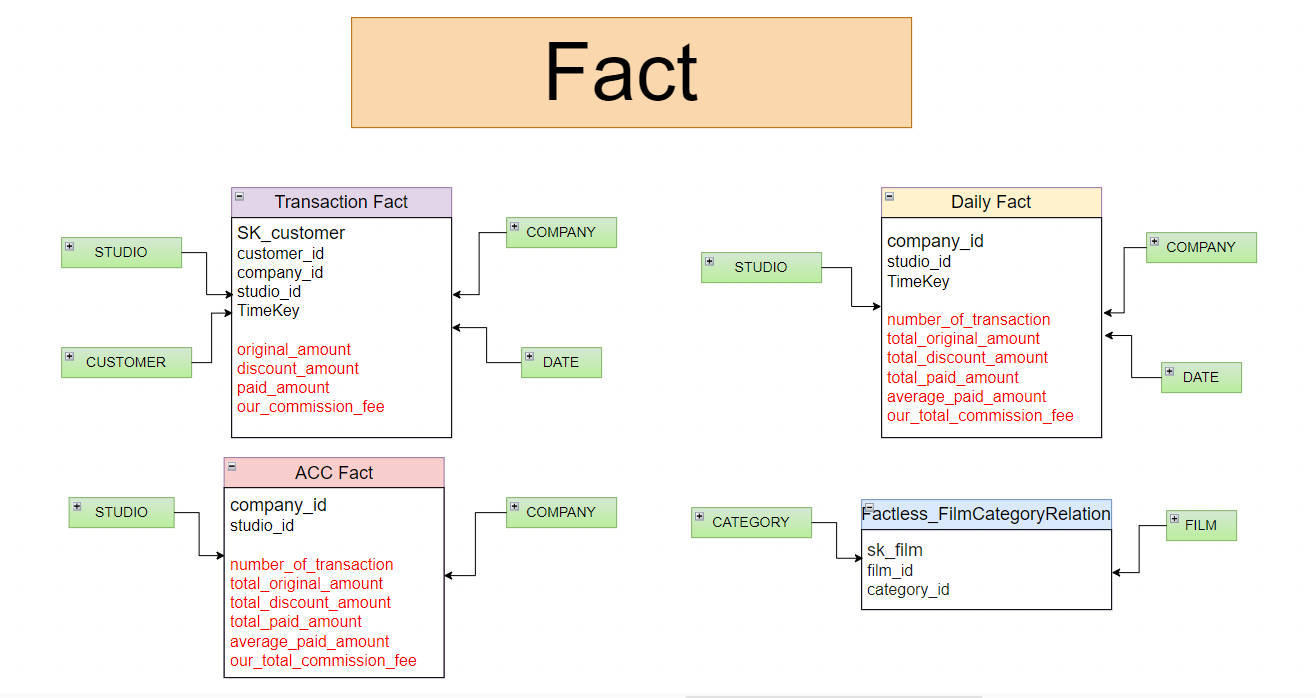 Fact
Transaction Fact
SK_customer
customer_id
company_id
studio_id
TimeKey
original_amount
discount_amount
paid_amount
our_commission_fee
STUDIO
CUSTOMER
COMPANY
DATE
Daily Fact
company_id
studio_id
TimeKey
number_of_transaction
total_original_amount
total_discount_amount
total_paid_amount
average_paid_amount
our_total_commission_fee
STUDIO
COMPANY
DATE
ACC Fact
company_id
studio_id
number_of_transaction
total_original_amount
total_discount_amount
total_paid_amount
average_paid_amount
our_total_commission_fee
STUDIO
COMPANY
Factless_FilmCategoryRelation
sk_film
film_id
category_id
CATEGORY
FILM